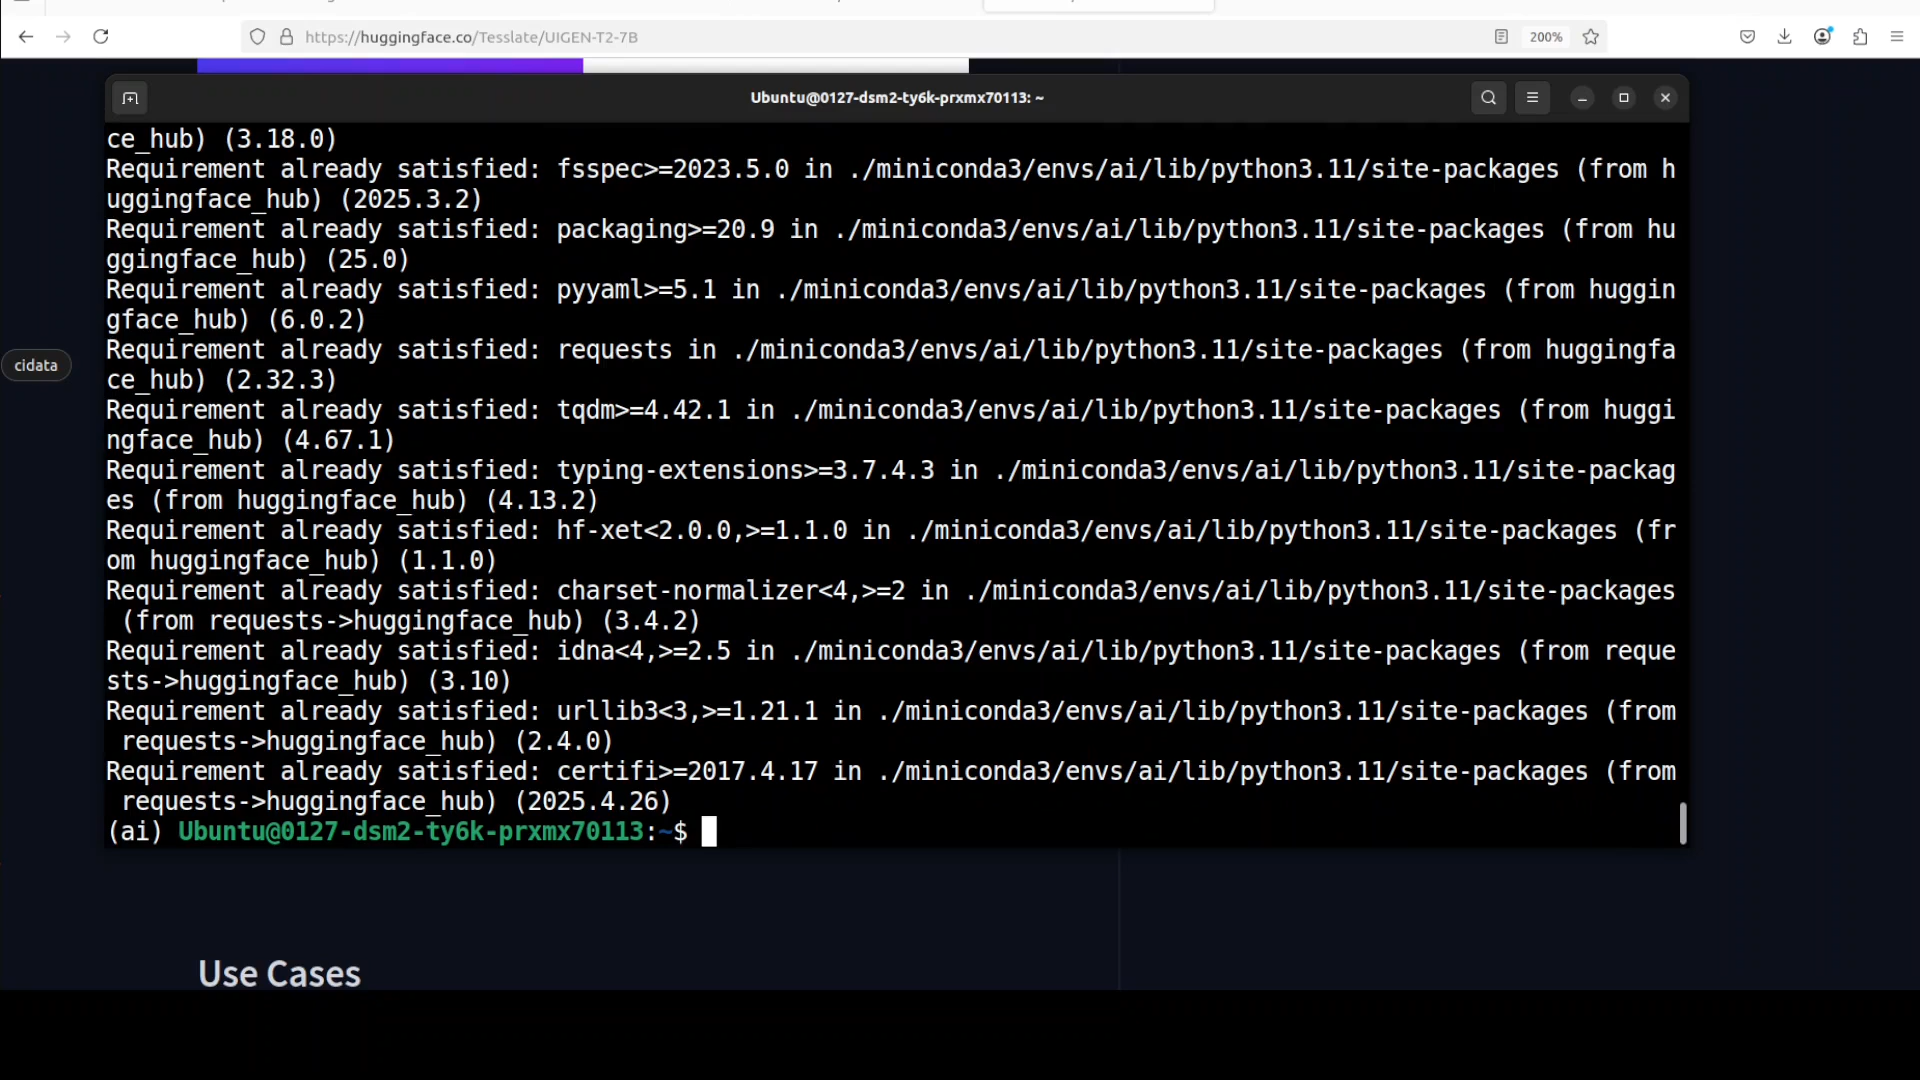 https://huggingface.co/Tesslate/UIGEN-T2-7B
200%
Ubuntu@0127-dsm2-ty6k-prxmx70113: ~
ce_hub) (3.18.0)
Requirement already satisfied: fsspec>=2023.5.0 in ./miniconda3/envs/ai/lib/python3.11/site-packages (from h
uggingface_hub) (2025.3.2)
Requirement already satisfied: packaging>=20.9 in ./miniconda3/envs/ai/lib/python3.11/site-packages (from hu
ggingface_hub) (25.0)
Requirement already satisfied: pyyaml>=5.1 in ./miniconda3/envs/ai/lib/python3.11/site-packages (from huggin
gface_hub) (6.0.2)
Requirement already satisfied: requests in ./miniconda3/envs/ai/lib/python3.11/site-packages (from huggingfa
cidata
ce_hub) (2.32.3)
Requirement already satisfied: tqdm>=4.42.1 in ./miniconda3/envs/ai/lib/python3.11/site-packages (from huggi
ngface_hub) (4.67.1)
Requirement already satisfied: typing-extensions>=3.7.4.3 in ./miniconda3/envs/ai/lib/python3.11/site-packag
es (from huggingface_hub) (4.13.2)
Requirement already satisfied: hf-xet<2.0.0,>=1.1.0 in ./miniconda3/envs/ai/lib/python3.11/site-packages (fr
om huggingface_hub) (1.1.0)
Requirement already satisfied: charset-normalizer<4,>=2 in ./miniconda3/envs/ai/lib/python3.11/site-packages
(from requests->huggingface_hub) (3.4.2)
Requirement already satisfied: idna<4,>=2.5 in ./miniconda3/envs/ai/lib/python3.11/site-packages (from reque
sts->huggingface_hub) (3.10)
Requirement already satisfied: urllib3<3,>=1.21.1 in ./miniconda3/envs/ai/lib/python3.11/site-packages (from
requests->huggingface_hub) (2.4.0)
Requirement already satisfied: certifi>=2017.4.17 in ./miniconda3/envs/ai/lib/python3.11/site-packages (from
requests->huggingface_hub) (2025.4.26)
(ai) Ubuntu@0127-dsm2-ty6k-prxmx70113:~$
Use Cases